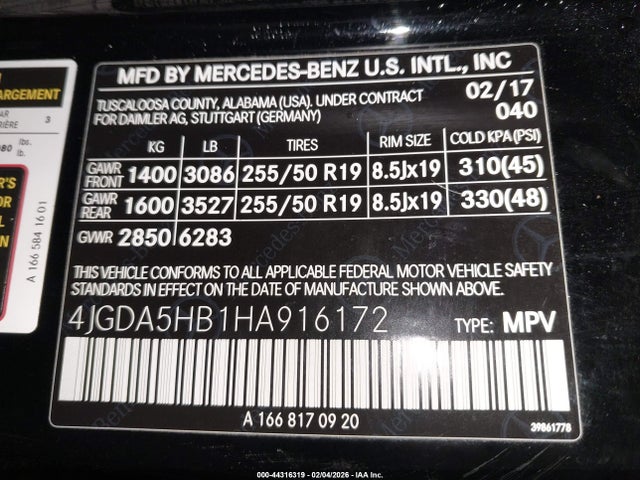 MFD BY MERCEDES-BENZ U.S. INTL., INC
TUSCALOOSA COUNTY, ALABAMA (USA). UNDER CONTRACT
FOR DAIMLER AG, STUTTGART (GERMANY)
02/17
040
KG LB TIRES RIM SIZE COLD KPA(PSI)
GAWR FRONT 1400 3086 255/50 R19 8.5Jx19 310(45)
GAWR REAR 1600 3527 255/50 R19 8.5Jx19 330(48)
GVWR 2850 6283
THIS VEHICLE CONFORMS TO ALL APPLICABLE FEDERAL MOTOR VEHICLE SAFETY
STANDARDS IN EFFECT ON THE DATE OF MANUFACTURE SHOWN ABOVE.
4JGDA5HB1HA916172 TYPE: MPV
A 166 817 09 20
39861778
3
lbs.
kg.
A 166 584 16 01
000-44316319 - 02/04/2026 - © IAA Inc.